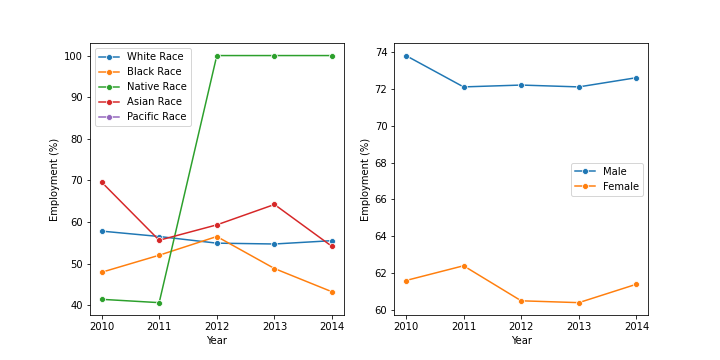 100
90
80
70
60
50
40
Employment (%)
White Race
Black Race
Native Race
Asian Race
Pacific Race
2010
2011
2012
2013
2014
Year
74
72
70
68
66
64
62
60
Employment (%)
Male
Female
2010
2011
2012
2013
2014
Year